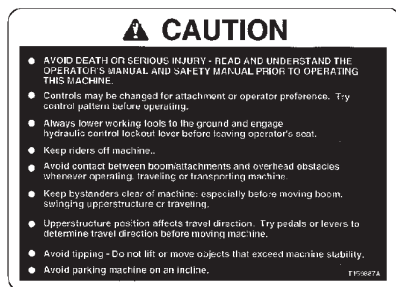 CAUTION
AVOID DEATH OR SERIOUS INJURY - READ AND UNDERSTAND THE
OPERATOR'S MANUAL AND SAFETY MANUAL PRIOR TO OPERATING
THIS MACHINE.
Controls may be changed for attachment or operator preference. Try
control pattern before operating.
Always lower working tools to the ground and engage
hydraulic control lockout lever before leaving operator's seat.
Keep riders off machine..
Avoid contact between boom/attachments and overhead obstacles
whenever operating, traveling or transporting machine.
Keep bystanders clear of machine; especially before moving boom,
swinging upperstructure or traveling.
Upperstructure position affects travel direction. Try pedals or levers to
determine travel direction before moving machine.
Avoid tipping - Do not lift or move objects that exceed machine stability.
Avoid parking machine on an incline.
T159887A